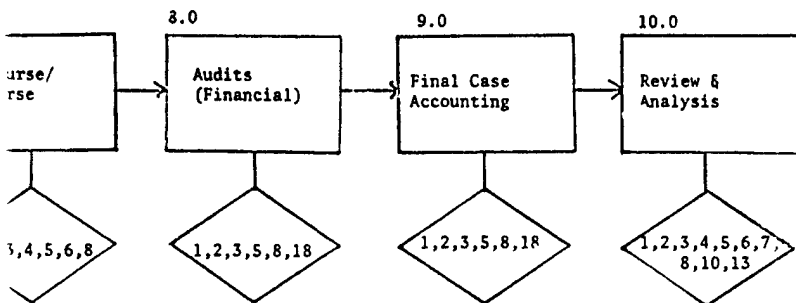 8.0
9.0
10.0
urse/
rse
Audits
(Financial)
Final Case
Accounting
Review &
Analysis
3,4,5,6,8
1,2,3,5,8,18
1,2,3,5,8,18
1,2,3,4,5,6,7,
8,10,13